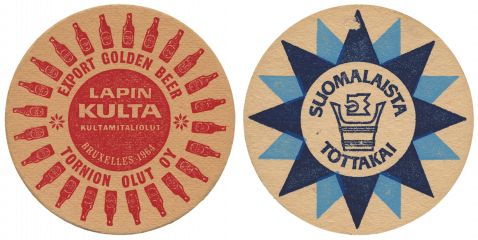 EXPORT GOLDEN BEER
LAPIN
KULTA
"KULTAMITALIOLUT"
BRUXELLES-1964
TORNION OLUT OY
SUOMALAISTA
TOTTAKAI